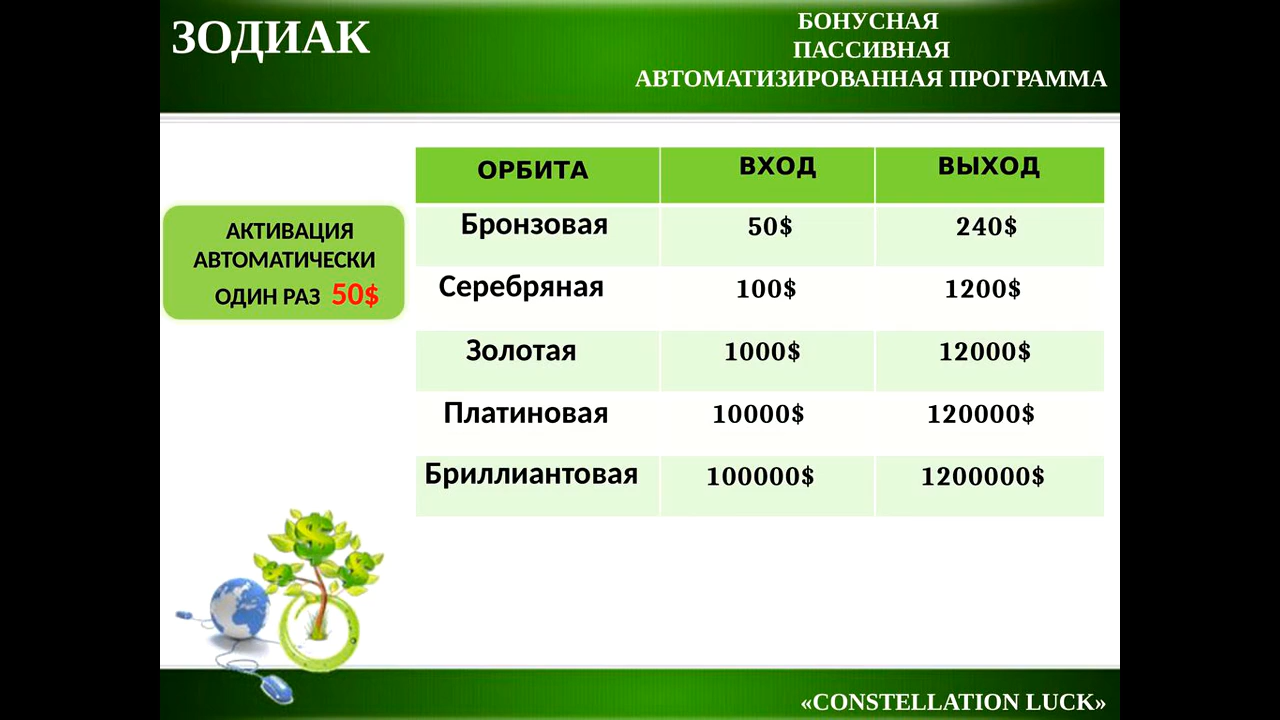 ЗОДИАК
БОНУСНАЯ
ПАССИВНАЯ
АВТОМАТИЗИРОВАННАЯ ПРОГРАММА
АКТИВАЦИЯ
АВТОМАТИЧЕСКИ
ОДИН РАЗ 50$
ОРБИТА ВХОД ВЫХОД
Бронзовая 50$ 240$
Серебряная 100$ 1200$
Золотая 1000$ 12000$
Платиновая 10000$ 120000$
Бриллиантовая 100000$ 1200000$
«CONSTELLATION LUCK»